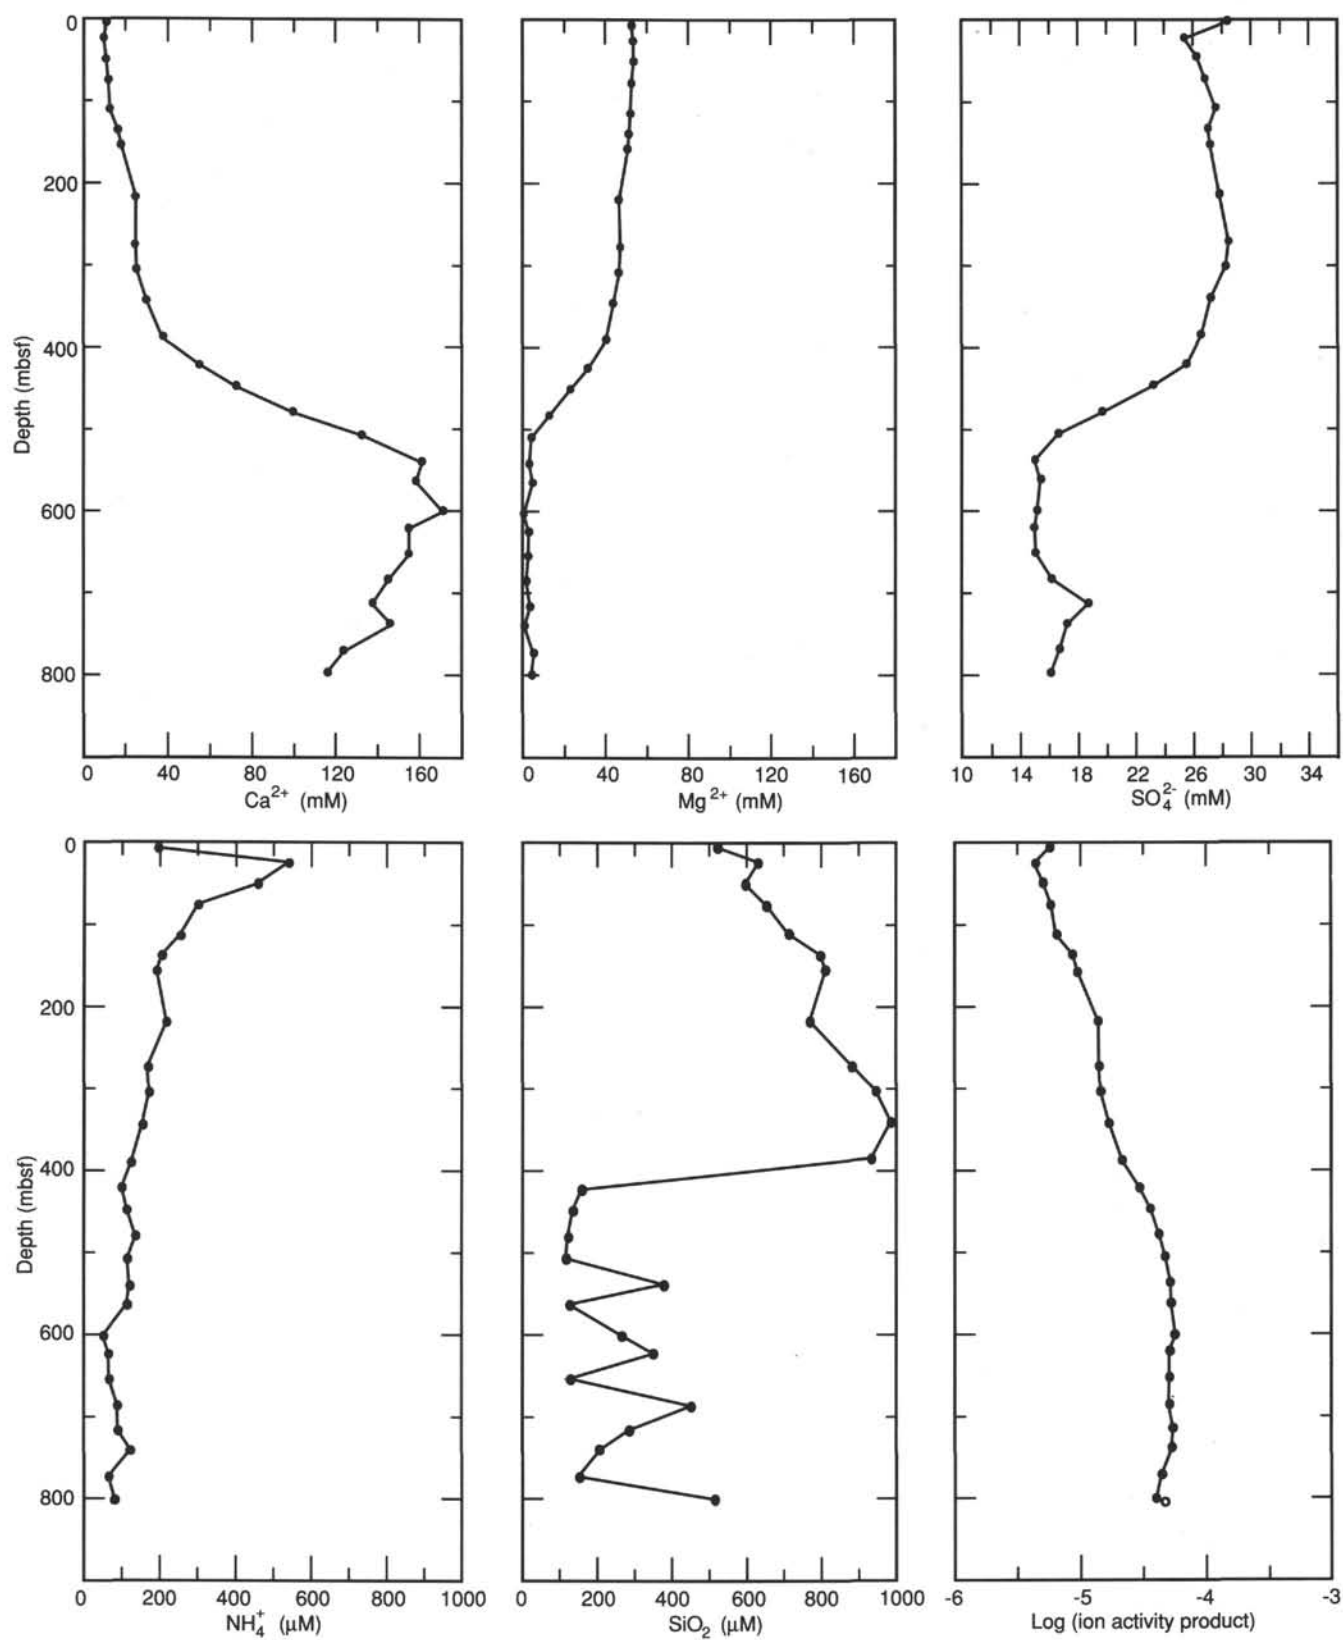 0
200
400
600
800
Depth (mbsf)
0 40 80 120 160
Ca²⁺ (mM)
0 40 80 120 160
Mg²⁺ (mM)
10 14 18 22 26 30 34
SO₄²⁻ (mM)
0
200
400
600
800
Depth (mbsf)
0 200 400 600 800 1000
NH₄⁺ (μM)
0 200 400 600 800 1000
SiO₂ (μM)
-6 -5 -4 -3
Log (ion activity product)